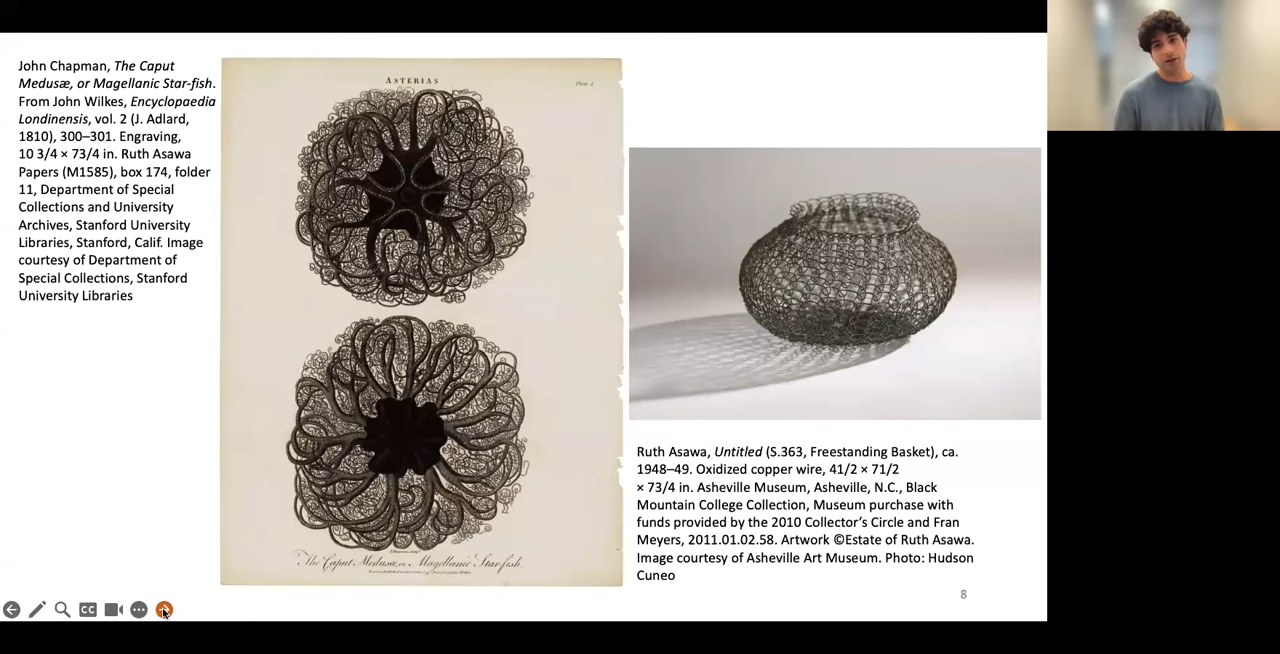 John Chapman, The Caput
Medusæ, or Magellanic Star-fish.
From John Wilkes, Encyclopaedia
Londinensis, vol. 2 (J. Adlard,
1810), 300–301. Engraving,
10 3/4 × 73/4 in. Ruth Asawa
Papers (M1585), box 174, folder
11, Department of Special
Collections and University
Archives, Stanford University
Libraries, Stanford, Calif. Image
courtesy of Department of
Special Collections, Stanford
University Libraries
ASTERIAS
Plate I.
The Caput Medusæ, or Magellanic Star-fish.
Ruth Asawa, Untitled (S.363, Freestanding Basket), ca.
1948–49. Oxidized copper wire, 41/2 × 71/2
× 73/4 in. Asheville Museum, Asheville, N.C., Black
Mountain College Collection, Museum purchase with
funds provided by the 2010 Collector’s Circle and Fran
Meyers, 2011.01.02.58. Artwork ©Estate of Ruth Asawa.
Image courtesy of Asheville Art Museum. Photo: Hudson
Cuneo
8
CC